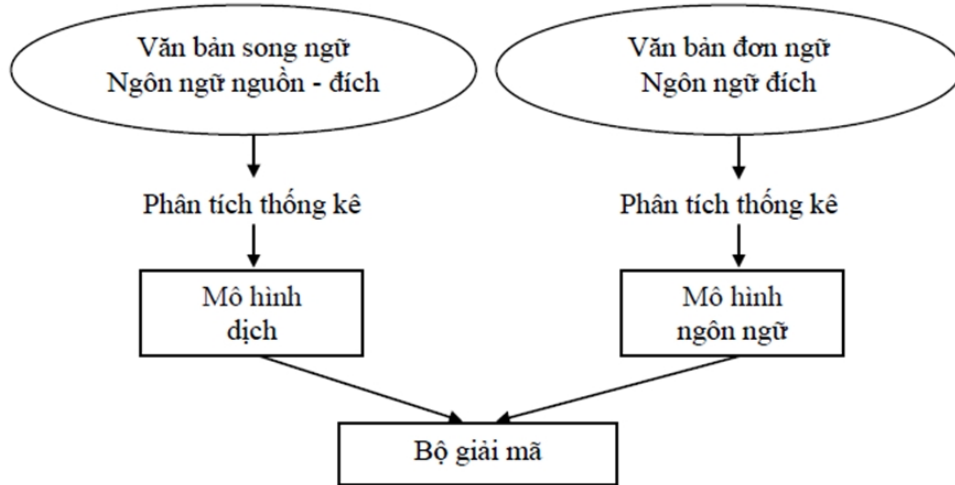 Văn bản song ngữ
Ngôn ngữ nguồn - đích
Văn bản đơn ngữ
Ngôn ngữ đích
Phân tích thống kê
Phân tích thống kê
Mô hình
dịch
Mô hình
ngôn ngữ
Bộ giải mã